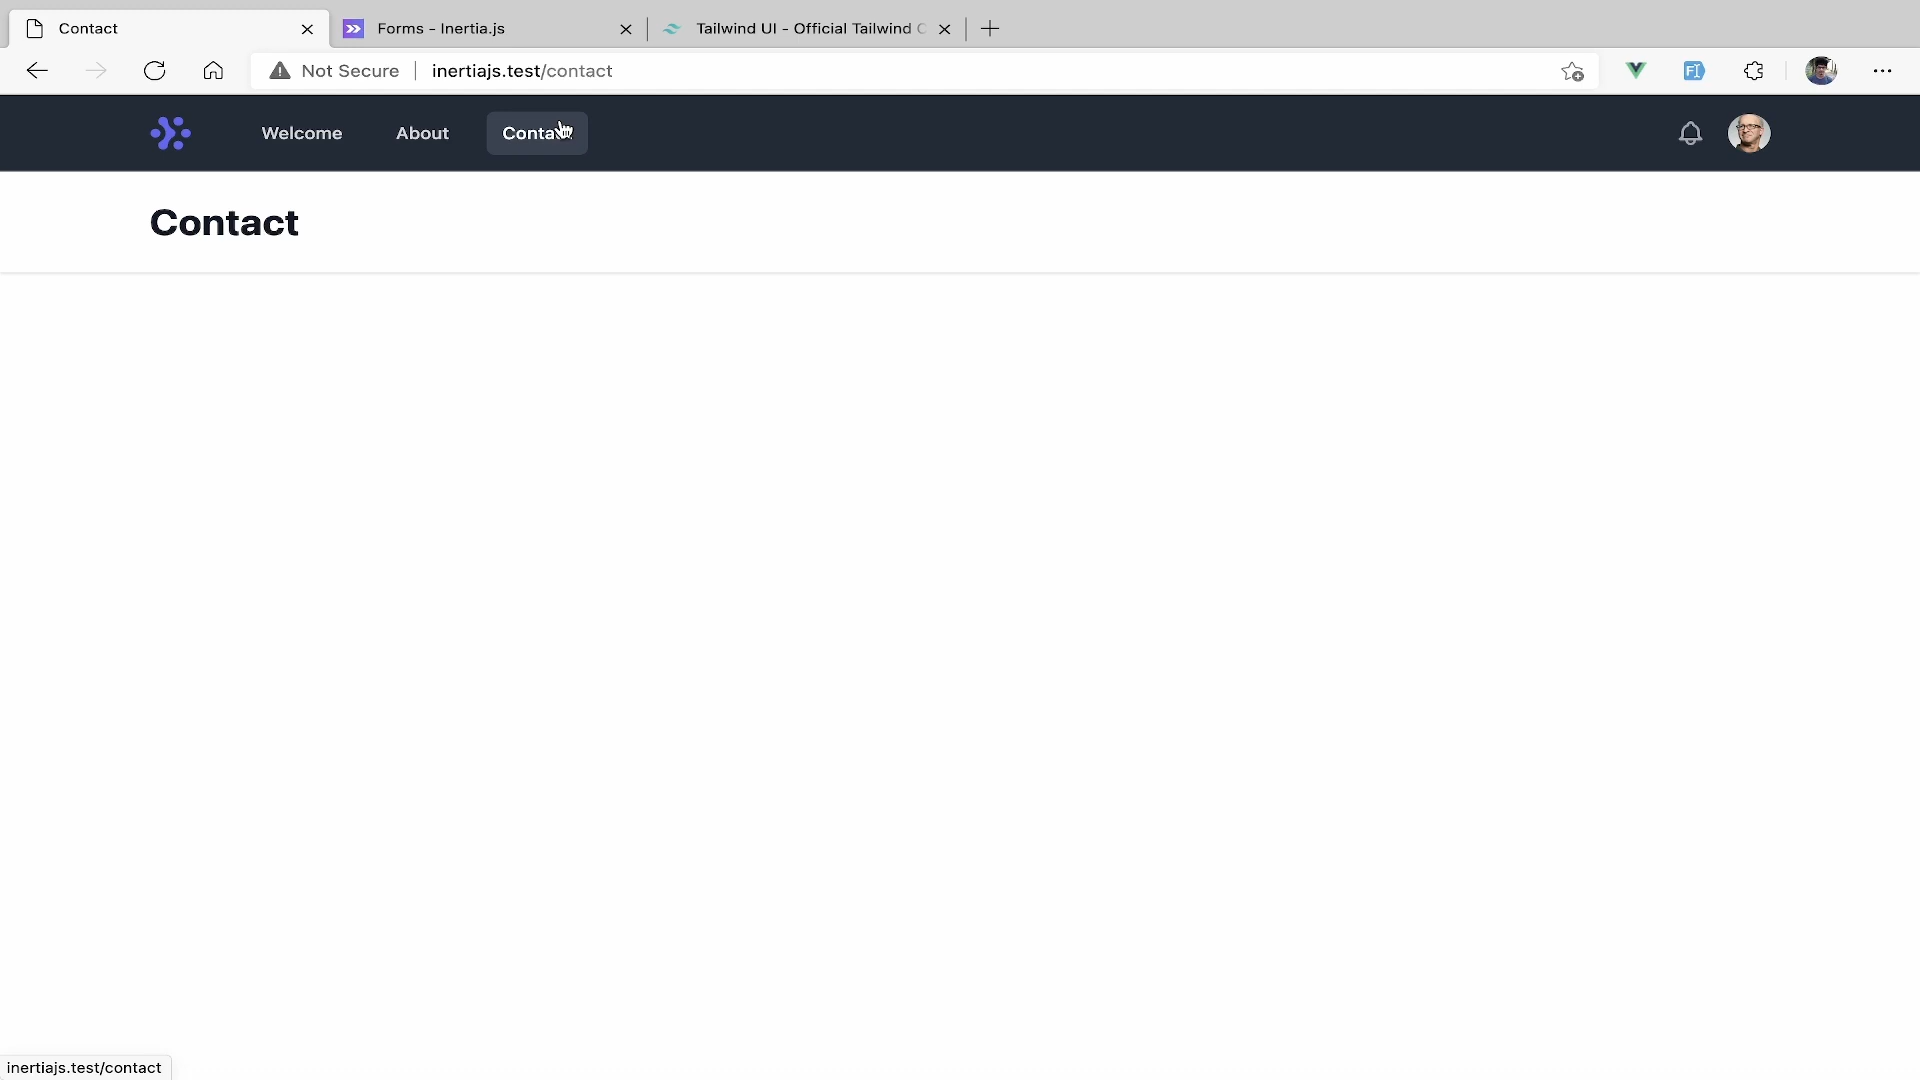 Contact
Forms - Inertia.js
Tailwind UI - Official Tailwind
Not Secure
inertiajs.test/contact
FI
Welcome
About
Contact
Contact
inertiajs.test/contact